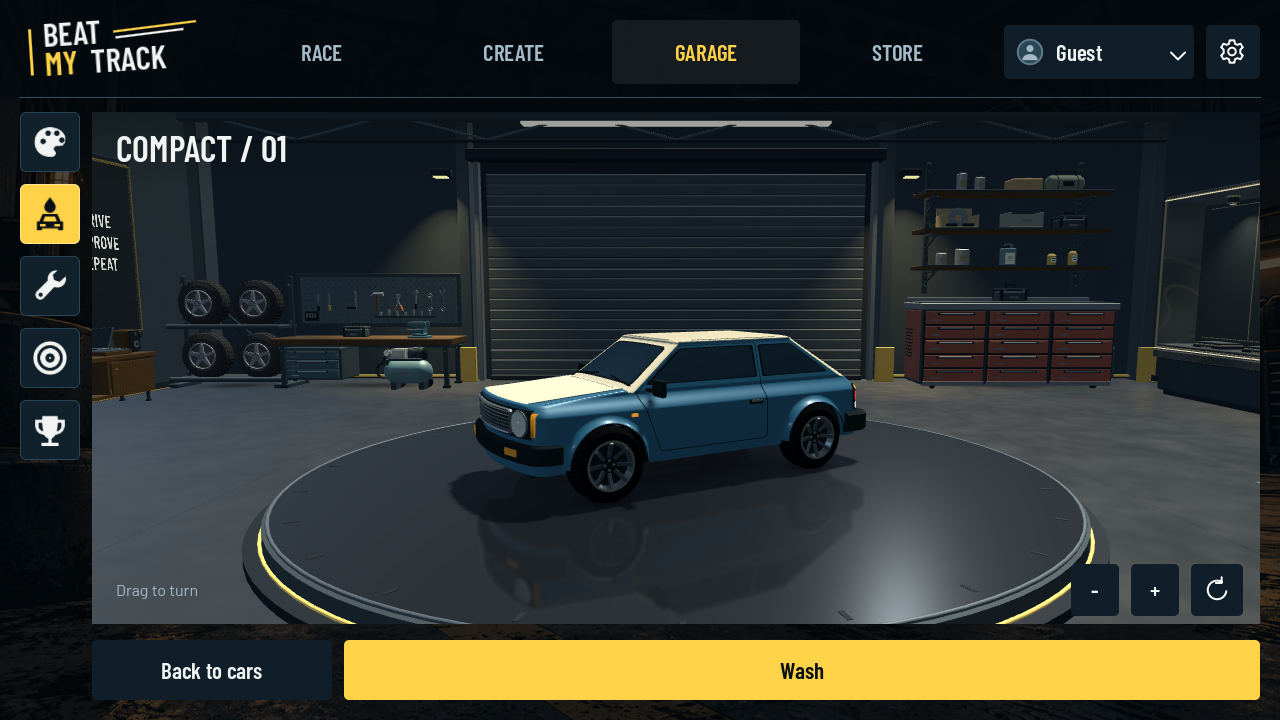 BEAT
MY TRACK
RACE
CREATE
GARAGE
STORE
Guest
COMPACT / 01
Drag to turn
-
+
Back to cars
Wash